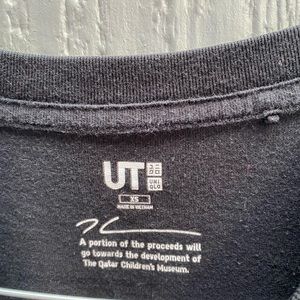 UT
UNI
QLO
XS
MADE IN VIETNAM
A portion of the proceeds will
go towards the development of
The Qatar Children's Museum.